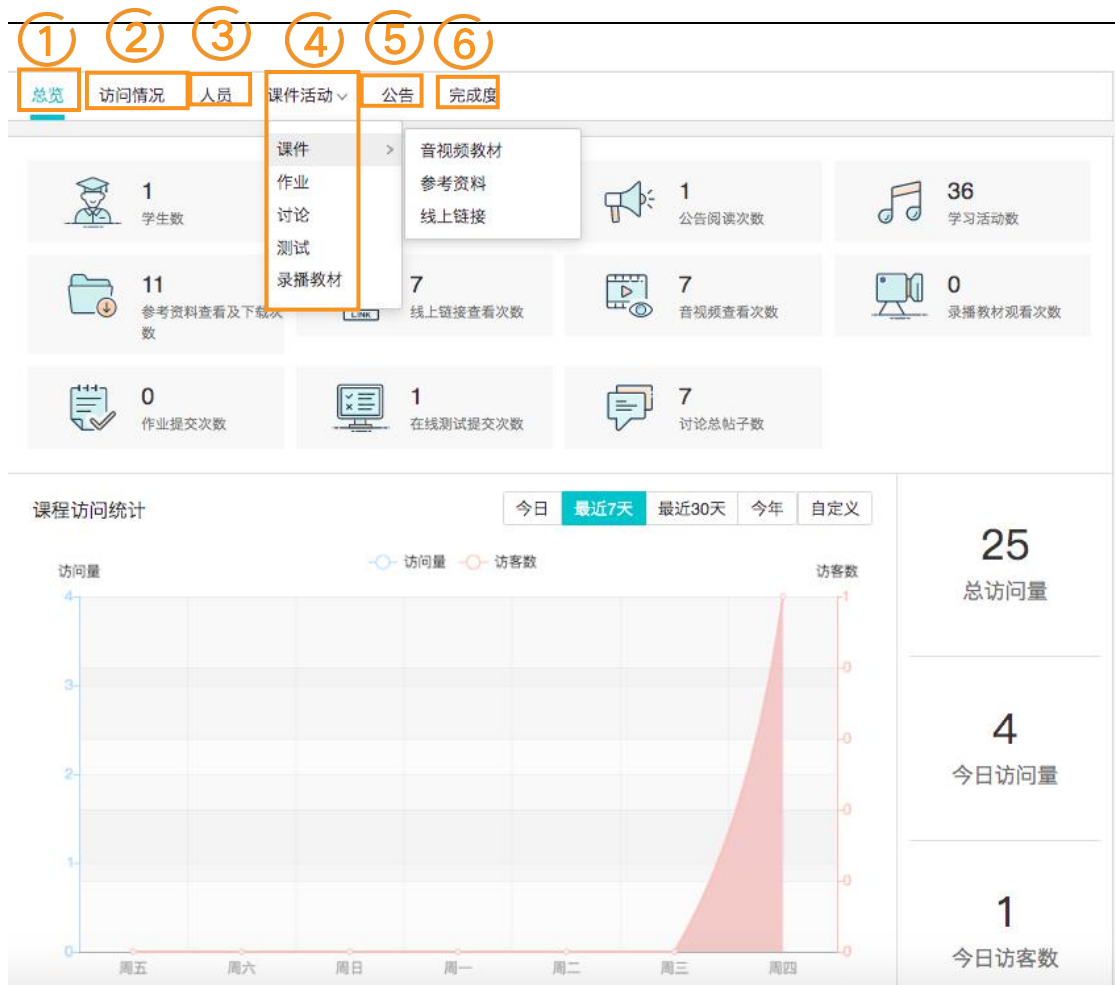 ① ② ③ ④ ⑤ ⑥
总览 访问情况 人员 课件活动 公告 完成度
课件 > 音视频教材
作业 参考资料
讨论 线上链接
测试
录播教材
1
学生数
1
公告阅读次数
36
学习活动数
11
参考资料查看及下载次
数
LINK
7
线上链接查看次数
7
音视频查看次数
0
录播教材观看次数
0
作业提交次数
1
在线测试提交次数
7
讨论总帖子数
课程访问统计
今日 最近7天 最近30天 今年 自定义
访问量 访客数
访问量 访客数
4 1
0
3
0
2
0
1
0
0 0
周五 周六 周日 周一 周二 周三 周四
25
总访问量
4
今日访问量
1
今日访客数